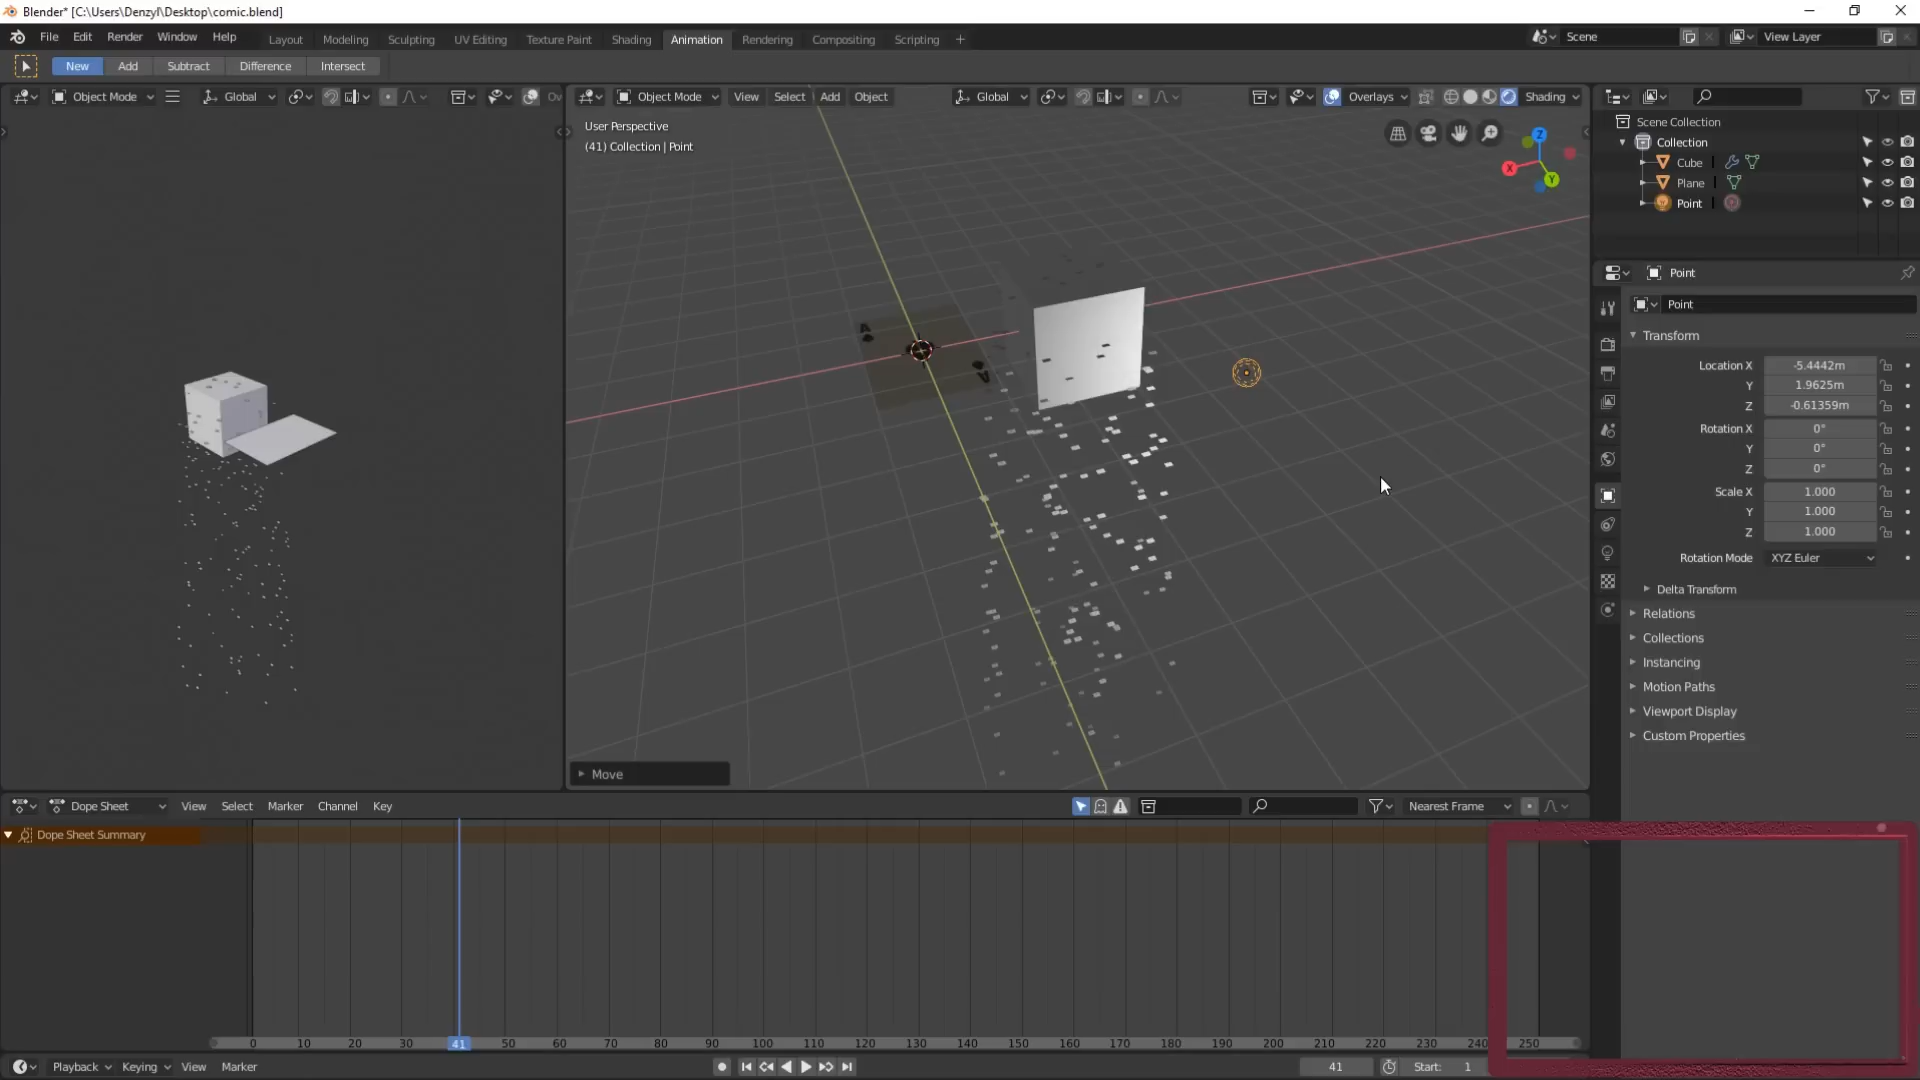 Blender* [C:\Users\Denzyl\Desktop\comic.blend]
File Edit Render Window Help Layout Modeling Sculpting UV Editing Texture Paint Shading Animation Rendering Compositing Scripting + Scene View Layer
New Add Subtract Difference Intersect
Object Mode Global Ov
Object Mode View Select Add Object Global Overlays Shading
User Perspective
(41) Collection | Point
Z
X
Y
Move
Scene Collection
Collection
Cube
Plane
Point
Point
Point
Transform
Location X -5.4442m
Y 1.9625m
Z -0.61359m
Rotation X 0°
Y 0°
Z 0°
Scale X 1.000
Y 1.000
Z 1.000
Rotation Mode XYZ Euler
Delta Transform
Relations
Collections
Instancing
Motion Paths
Viewport Display
Custom Properties
Dope Sheet View Select Marker Channel Key Nearest Frame
Dope Sheet Summary
0 10 20 30 41 50 60 70 80 90 100 110 120 130 140 150 160 170 180 190 200 210 220 230 240 250
Playback Keying View Marker 41 Start: 1